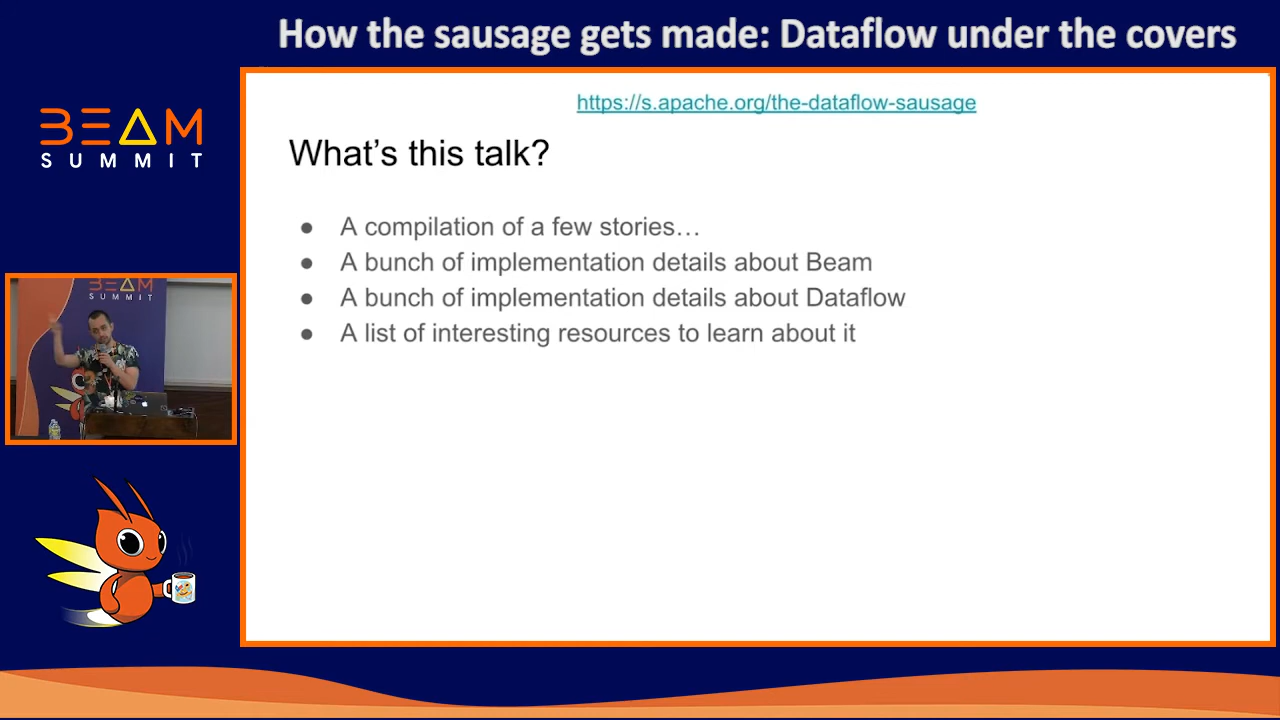 How the sausage gets made: Dataflow under the covers
BEAM
SUMMIT
https://s.apache.org/the-dataflow-sausage
What's this talk?
● A compilation of a few stories…
● A bunch of implementation details about Beam
● A bunch of implementation details about Dataflow
● A list of interesting resources to learn about it
BEAM
SUMMIT